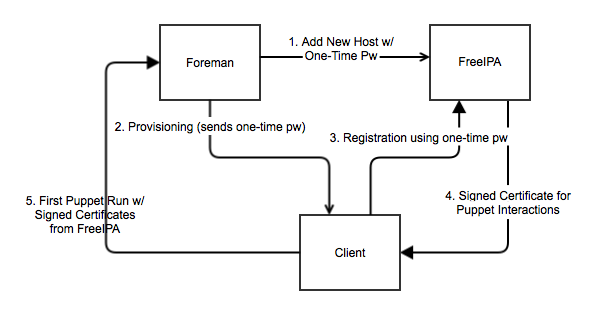 1. Add New Host w/
One-Time Pw
Foreman
FreeIPA
2. Provisioning (sends one-time pw)
3. Registration using one-time pw
5. First Puppet Run w/
Signed Certificates
from FreeIPA
4. Signed Certificate for
Puppet Interactions
Client